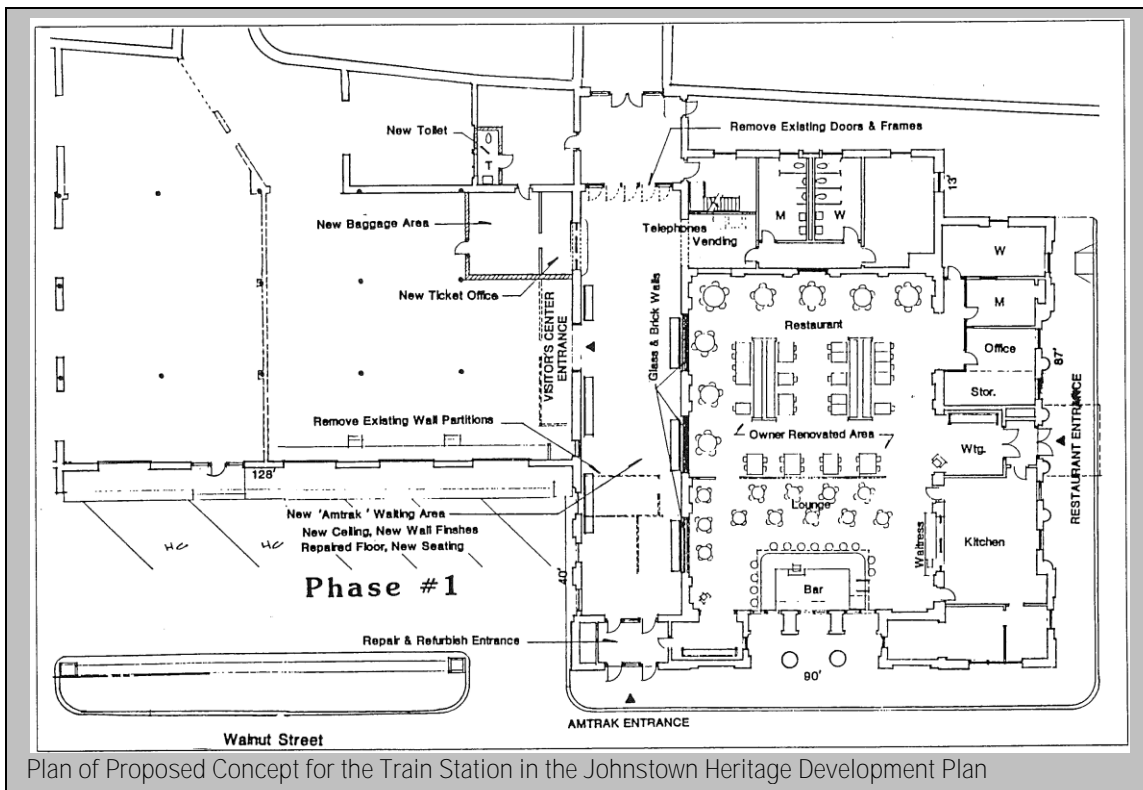 New Toilet
Remove Existing Doors & Frames
13'
New Baggage Area
Telephones
Vending
M
W
W
New Ticket Office
M
VISITOR'S CENTER
ENTRANCE
Glass & Brick Walls
Restaurant
Office
87'
Stor.
Remove Existing Wall Partitions
Owner Renovated Area
Wtg.
RESTAURANT ENTRANCE
128'
New 'Amtrak' Waiting Area
New Ceiling, New Wall Finshes
Repaired Floor, New Seating
Lounge
HC
HC
Waitress
Kitchen
Phase #1
40'
Bar
Repair & Refurbish Entrance
90'
AMTRAK ENTRANCE
Walnut Street
Plan of Proposed Concept for the Train Station in the Johnstown Heritage Development Plan